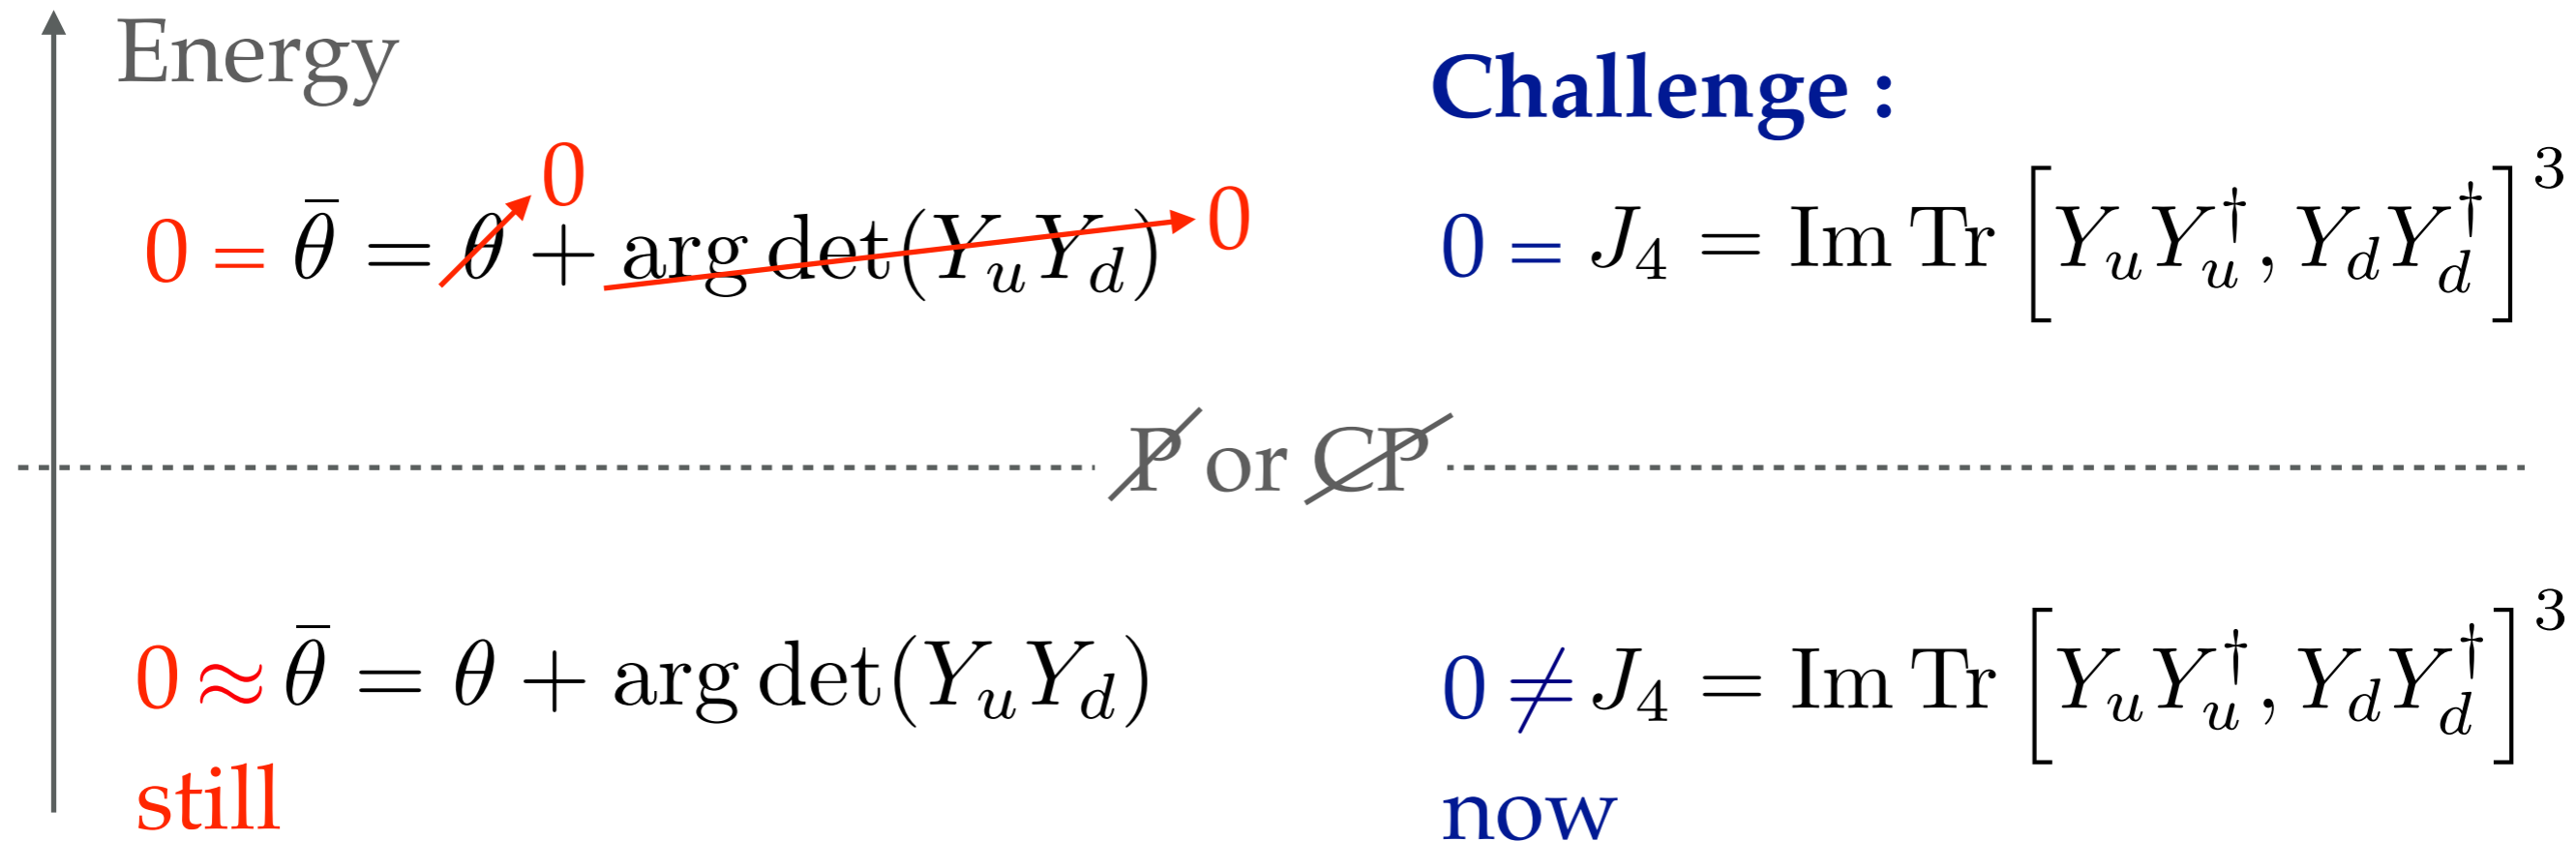 Energy
Challenge :
0 = θ̄ = θ 0 + arg det(Y_u Y_d) 0
0 = J_4 = Im Tr [Y_u Y_u^†, Y_d Y_d^†]^3
P̸ or C̸P̸
0 ≈ θ̄ = θ + arg det(Y_u Y_d)
still
0 ≠ J_4 = Im Tr [Y_u Y_u^†, Y_d Y_d^†]^3
now